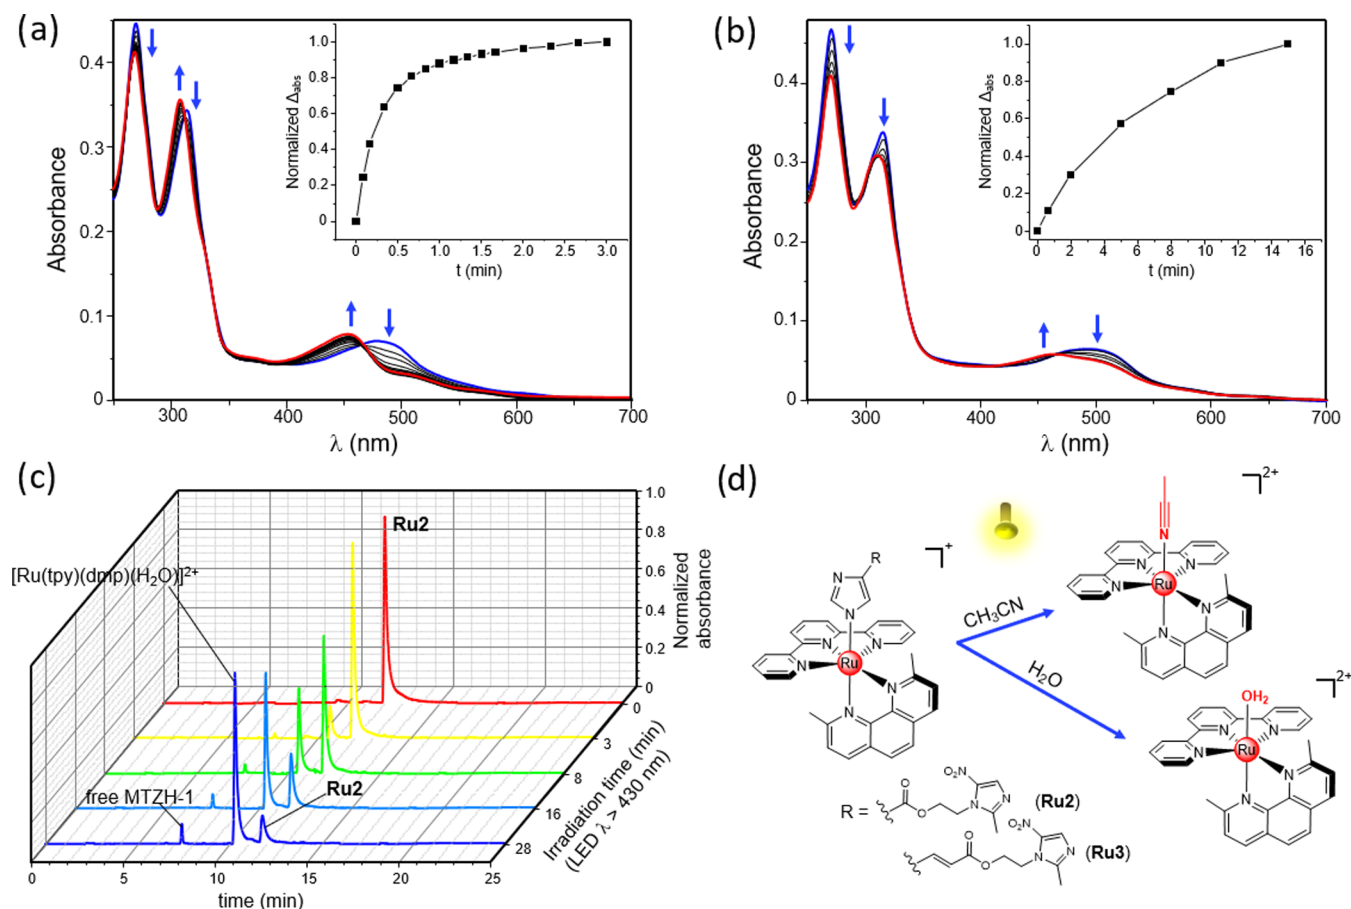 (a)
Absorbance
0.4
0.3
0.2
0.1
0
300
400
500
600
700
λ (nm)
Normalized Δabs
1.0
0.8
0.6
0.4
0.2
0
0
0.5
1.0
1.5
2.0
2.5
3.0
t (min)
(b)
Absorbance
0.4
0.3
0.2
0.1
0
300
400
500
600
700
λ (nm)
Normalized Δabs
1.0
0.8
0.6
0.4
0.2
0
0
2
4
6
8
10
12
14
16
t (min)
(c)
1.0
0.8
0.6
0.4
0.2
0
Normalized
absorbance
Ru2
[Ru(tpy)(dmp)(H₂O)]²⁺
free MTZH-1
Ru2
0
3
8
16
28
Irradiation time (min)
(LED λ > 430 nm)
0
5
10
15
20
25
time (min)
(d)
R
N
N
N
N
N
Ru
N
N
+
CH₃CN
H₂O
2+
N
N
N
N
Ru
N
N
2+
OH₂
N
N
N
Ru
N
N
R =
O
O
NO₂
N
N
(Ru2)
O
O
NO₂
N
N
(Ru3)